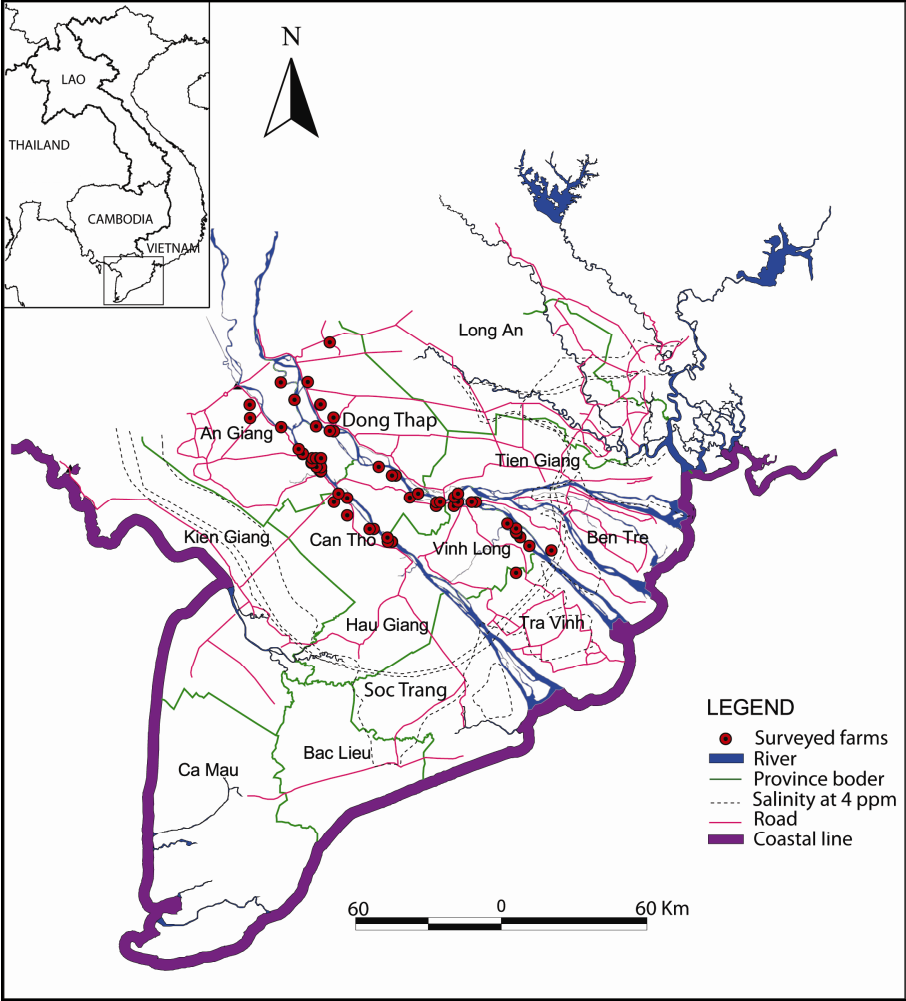 LAO
THAILAND
CAMBODIA
VIETNAM
N
Long An
Dong Thap
An Giang
Tien Giang
Kien Giang
Can Tho
Vinh Long
Ben Tre
Hau Giang
Tra Vinh
Soc Trang
Bac Lieu
Ca Mau
LEGEND
Surveyed farms
River
Province boder
Salinity at 4 ppm
Road
Coastal line
60 0 60 Km